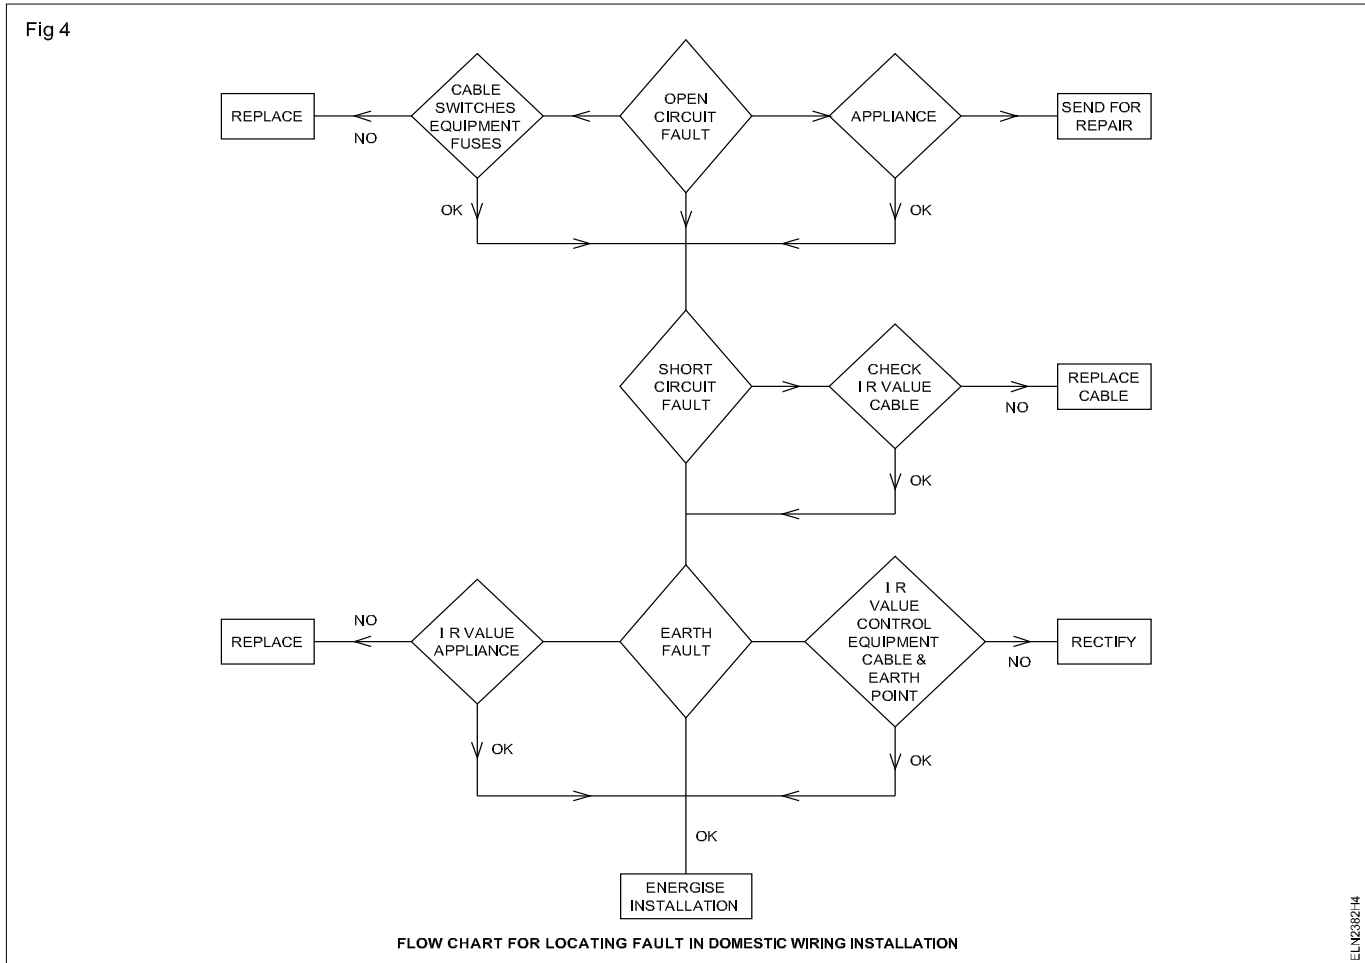 Fig 4
CABLE
SWITCHES
EQUIPMENT
FUSES
OPEN
CIRCUIT
FAULT
APPLIANCE
SEND FOR
REPAIR
REPLACE
NO
OK
OK
SHORT
CIRCUIT
FAULT
CHECK
I R VALUE
CABLE
REPLACE
CABLE
NO
OK
I R
VALUE
CONTROL
EQUIPMENT
CABLE &
EARTH
POINT
NO
REPLACE
I R VALUE
APPLIANCE
EARTH
FAULT
RECTIFY
NO
OK
OK
OK
ENERGISE
INSTALLATION
FLOW CHART FOR LOCATING FAULT IN DOMESTIC WIRING INSTALLATION
ELN2382H4